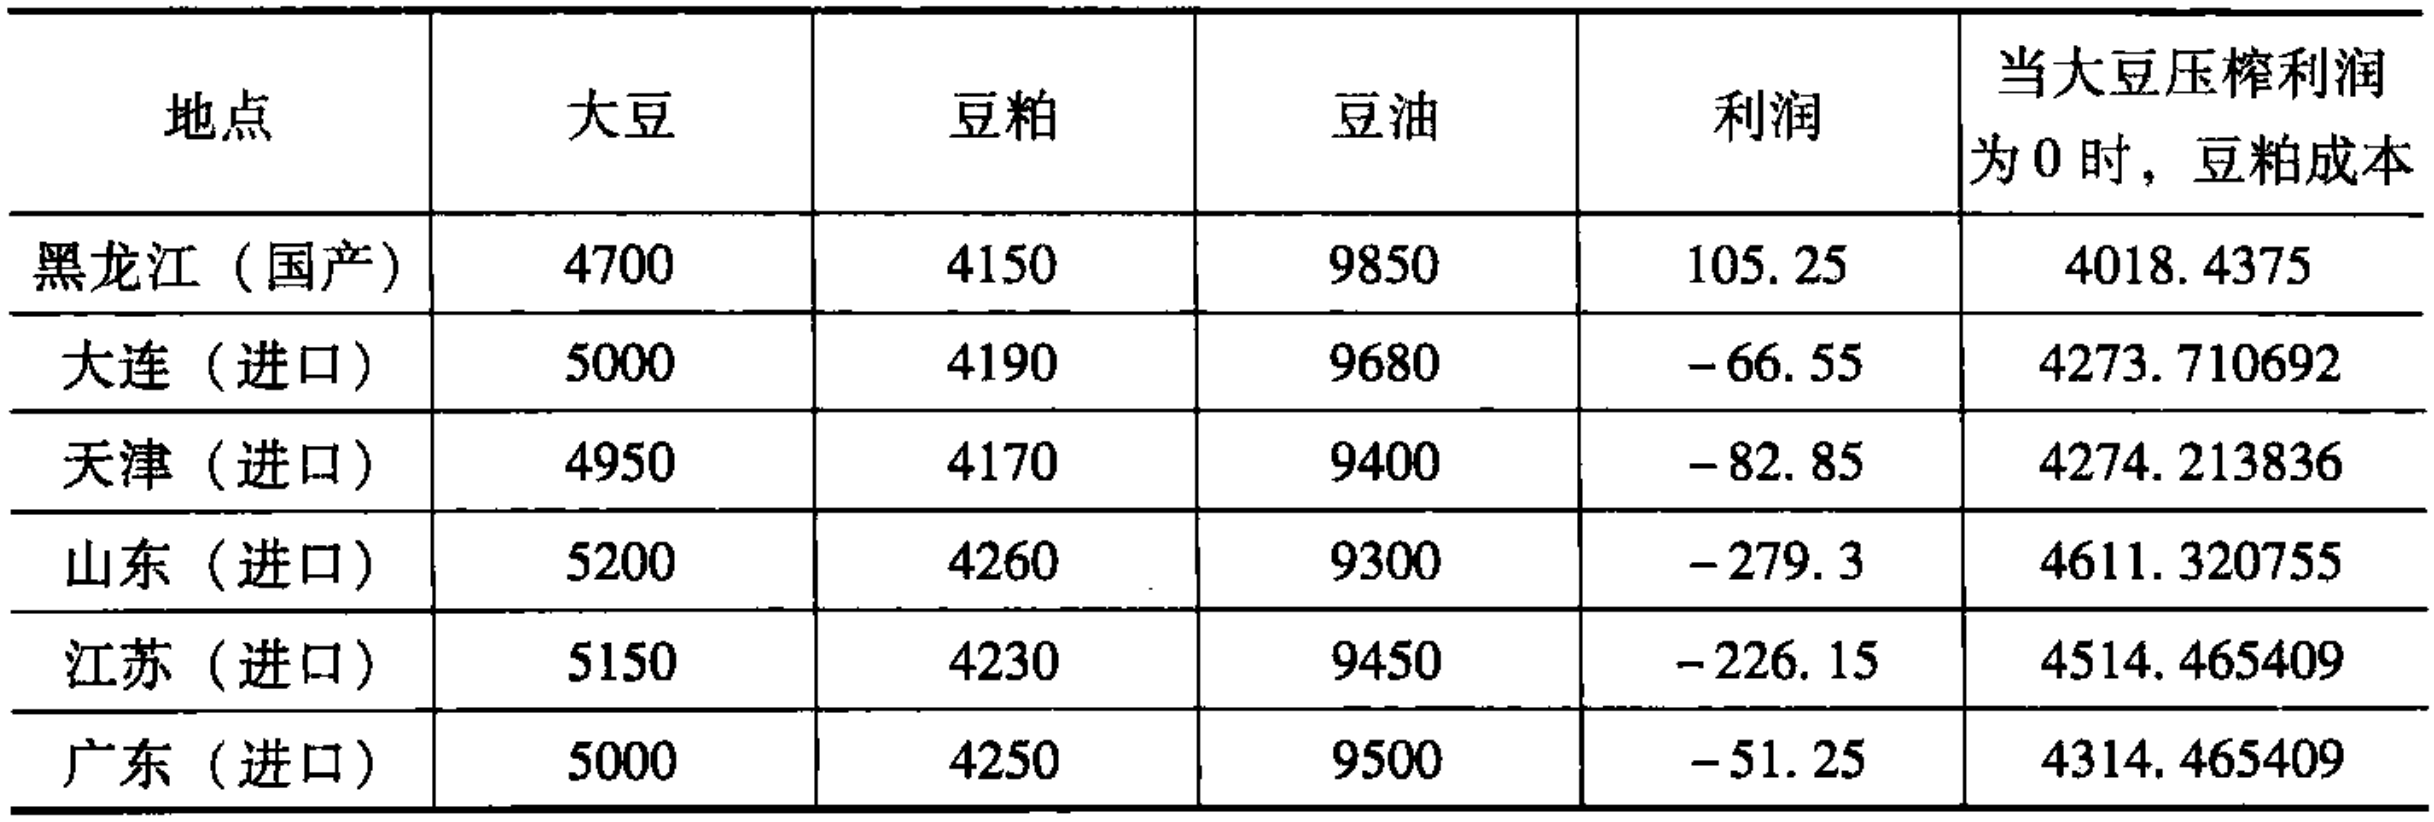 地点 大豆 豆粕 豆油 利润 当大豆压榨利润
为0时，豆粕成本
黑龙江（国产） 4700 4150 9850 105.25 4018.4375
大连（进口） 5000 4190 9680 -66.55 4273.710692
天津（进口） 4950 4170 9400 -82.85 4274.213836
山东（进口） 5200 4260 9300 -279.3 4611.320755
江苏（进口） 5150 4230 9450 -226.15 4514.465409
广东（进口） 5000 4250 9500 -51.25 4314.465409